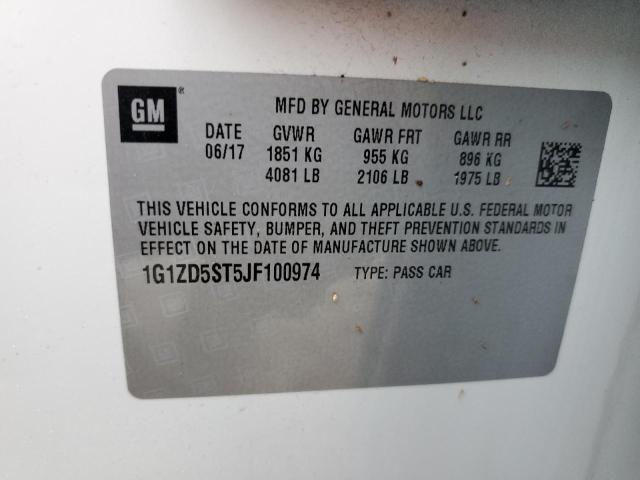 GM ®
MFD BY GENERAL MOTORS LLC
DATE GVWR GAWR FRT GAWR RR
06/17 1851 KG 955 KG 896 KG
4081 LB 2106 LB 1975 LB
THIS VEHICLE CONFORMS TO ALL APPLICABLE U.S. FEDERAL MOTOR
VEHICLE SAFETY, BUMPER, AND THEFT PREVENTION STANDARDS IN
EFFECT ON THE DATE OF MANUFACTURE SHOWN ABOVE.
1G1ZD5ST5JF100974 TYPE: PASS CAR